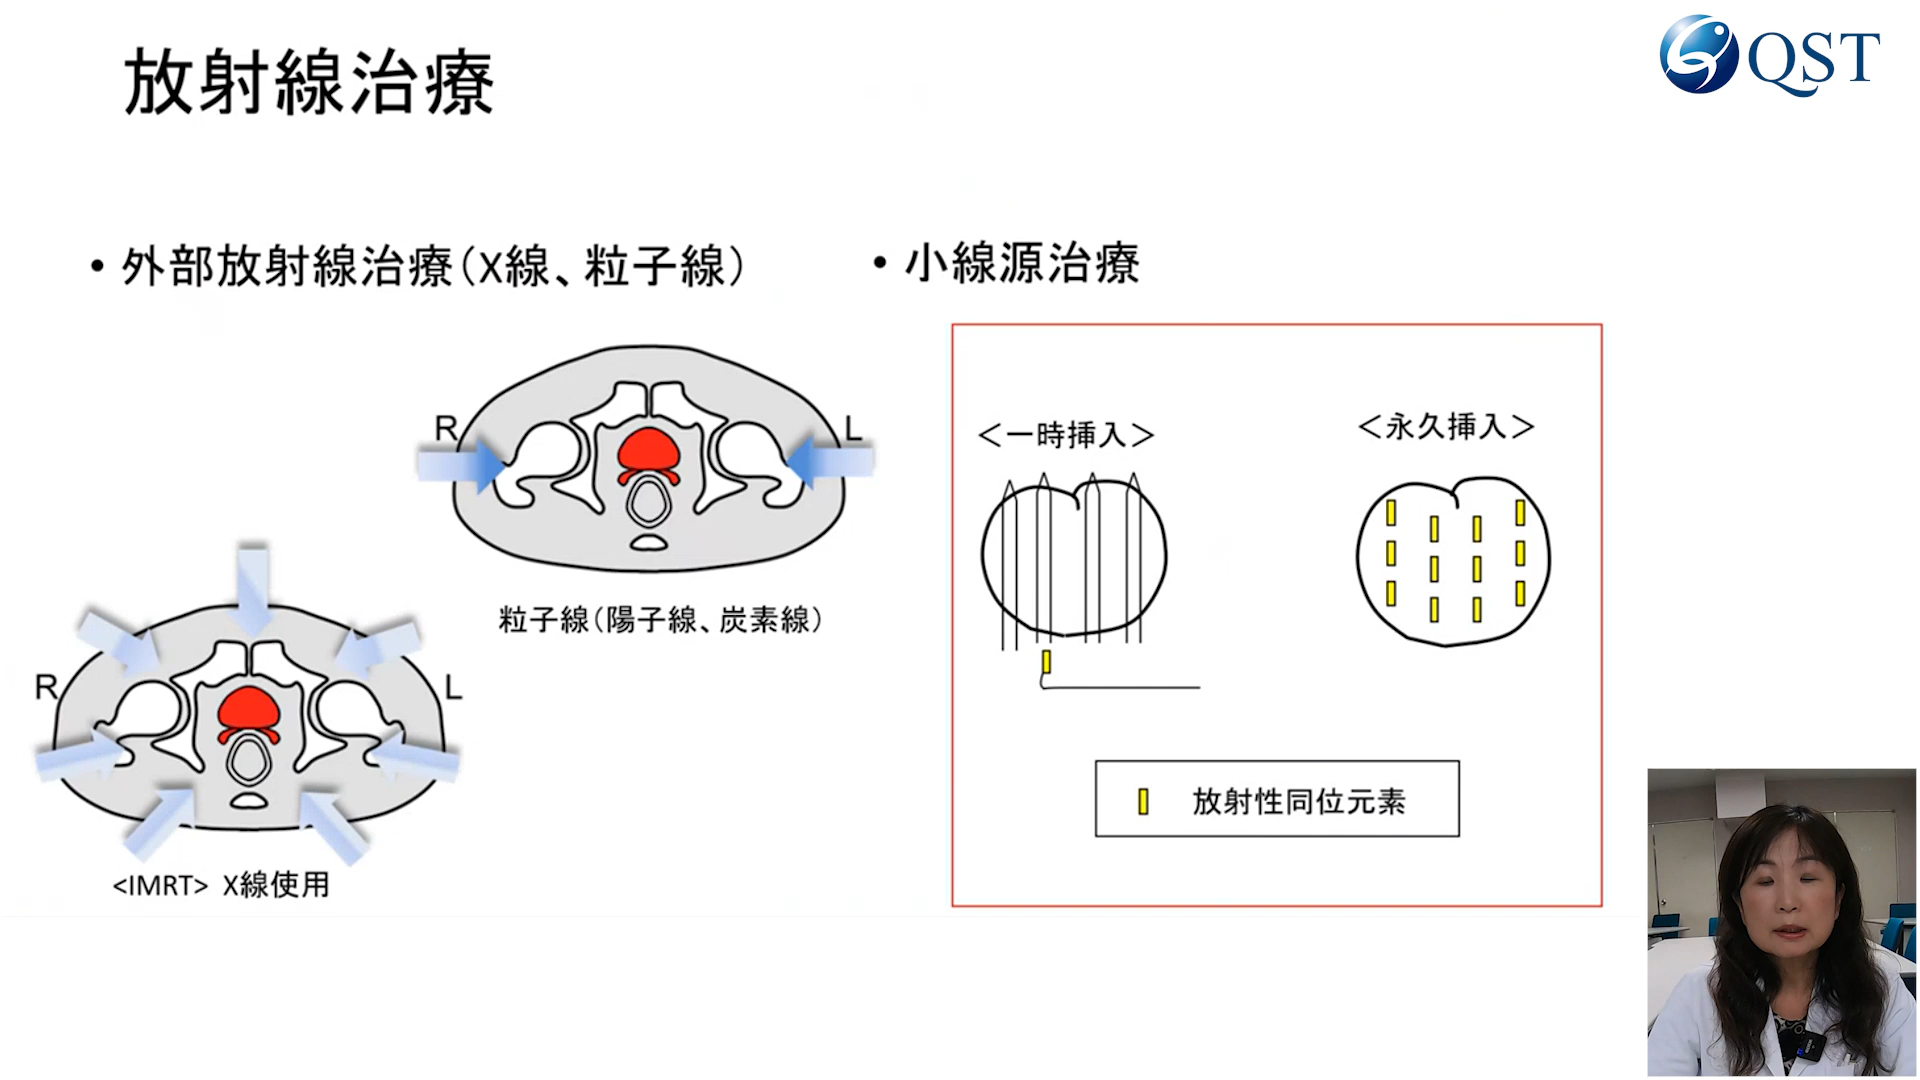 放射線治療
QST
• 外部放射線治療（X線、粒子線）
R
L
粒子線（陽子線、炭素線）
R
L
<IMRT> X線使用
• 小線源治療
＜一時挿入＞
＜永久挿入＞
放射性同位元素